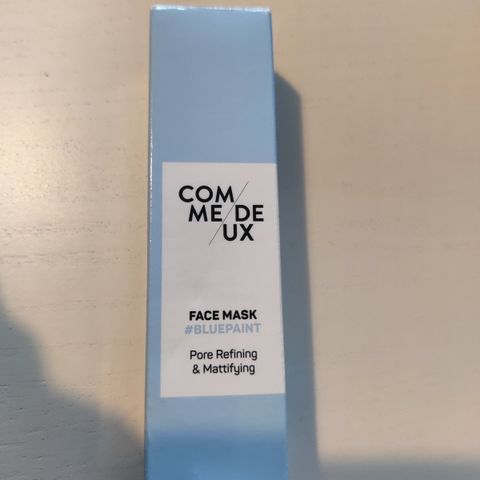 COM
ME/DE
UX
FACE MASK
#BLUEPAINT
Pore Refining
& Mattifying